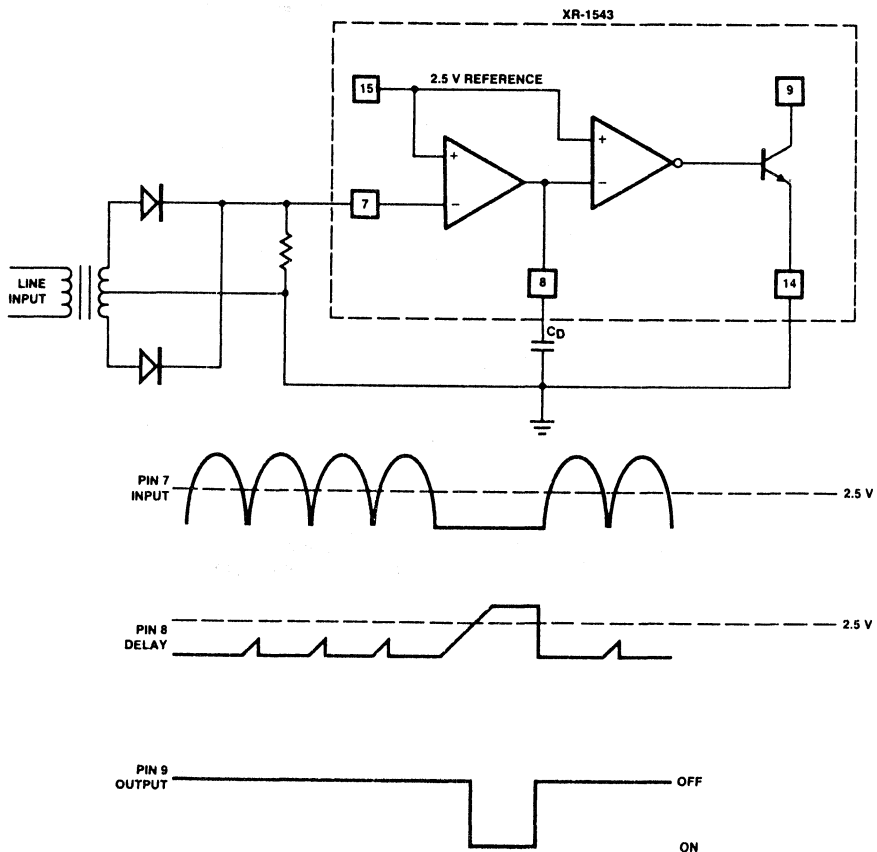 XR-1543
2.5 V REFERENCE
15
9
+
+
−
−
7
LINE
INPUT
8
14
CD
PIN 7
INPUT
2.5 V
PIN 8
DELAY
2.5 V
PIN 9
OUTPUT
OFF
ON